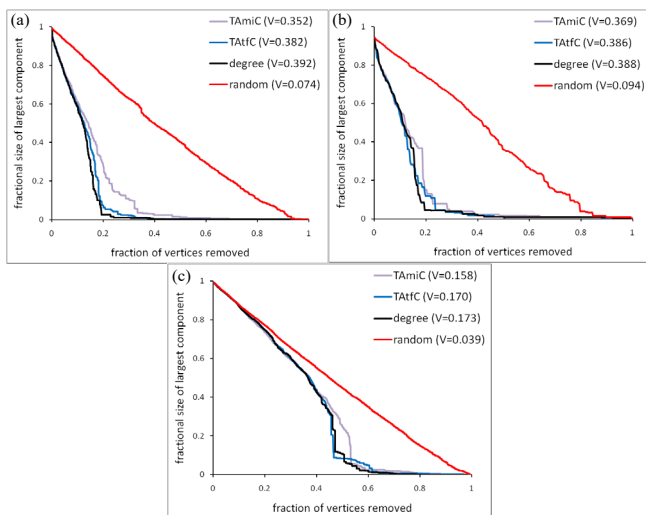 (a)
TAmiC (V=0.352)
TAtfC (V=0.382)
degree (V=0.392)
random (V=0.074)
fractional size of largest component
1
0.8
0.6
0.4
0.2
0
0 0.2 0.4 0.6 0.8 1
fraction of vertices removed
(b)
TAmiC (V=0.369)
TAtfC (V=0.386)
degree (V=0.388)
random (V=0.094)
fractional size of largest component
1
0.8
0.6
0.4
0.2
0
0 0.2 0.4 0.6 0.8 1
fraction of vertices removed
(c)
TAmiC (V=0.158)
TAtfC (V=0.170)
degree (V=0.173)
random (V=0.039)
fractional size of largest component
1
0.8
0.6
0.4
0.2
0
0 0.2 0.4 0.6 0.8 1
fraction of vertices removed